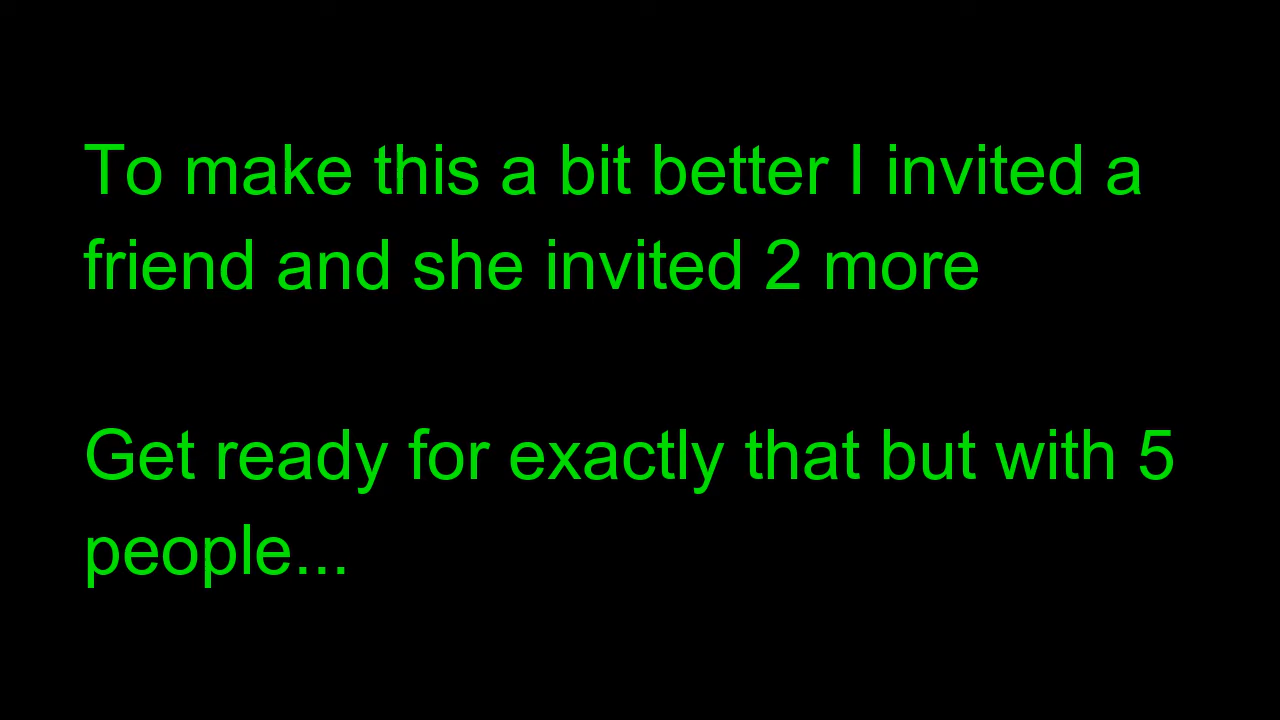 To make this a bit better I invited a
friend and she invited 2 more
Get ready for exactly that but with 5
people...